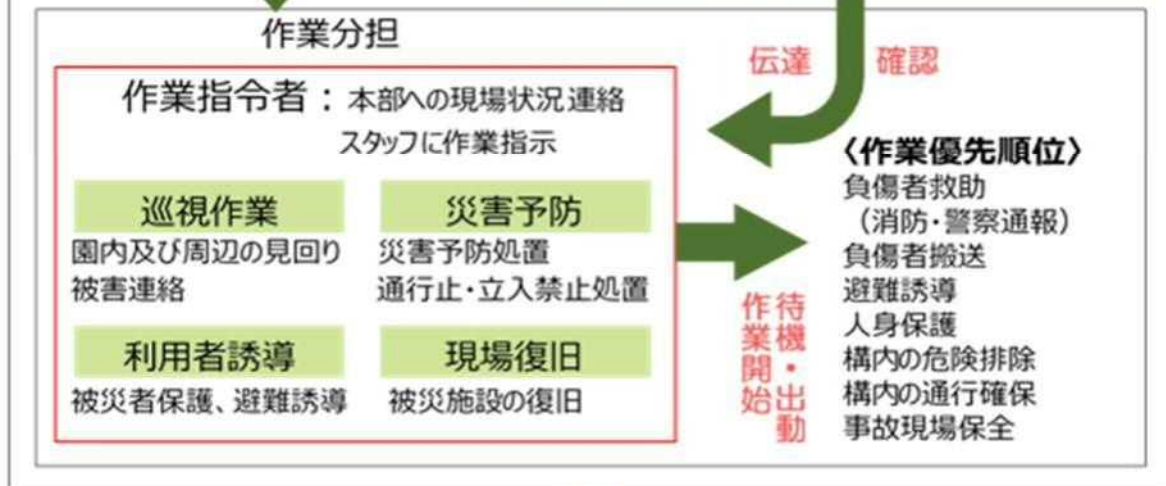 作業分担
作業指令者：本部への現場状況連絡
スタッフに作業指示
巡視作業
園内及び周辺の見回り
被害連絡
災害予防
災害予防処置
通行止・立入禁止処置
利用者誘導
被災者保護、避難誘導
現場復旧
被災施設の復旧
伝達
確認
待機・出動
作業開始
〈作業優先順位〉
負傷者救助
（消防・警察通報）
負傷者搬送
避難誘導
人身保護
構内の危険排除
構内の通行確保
事故現場保全